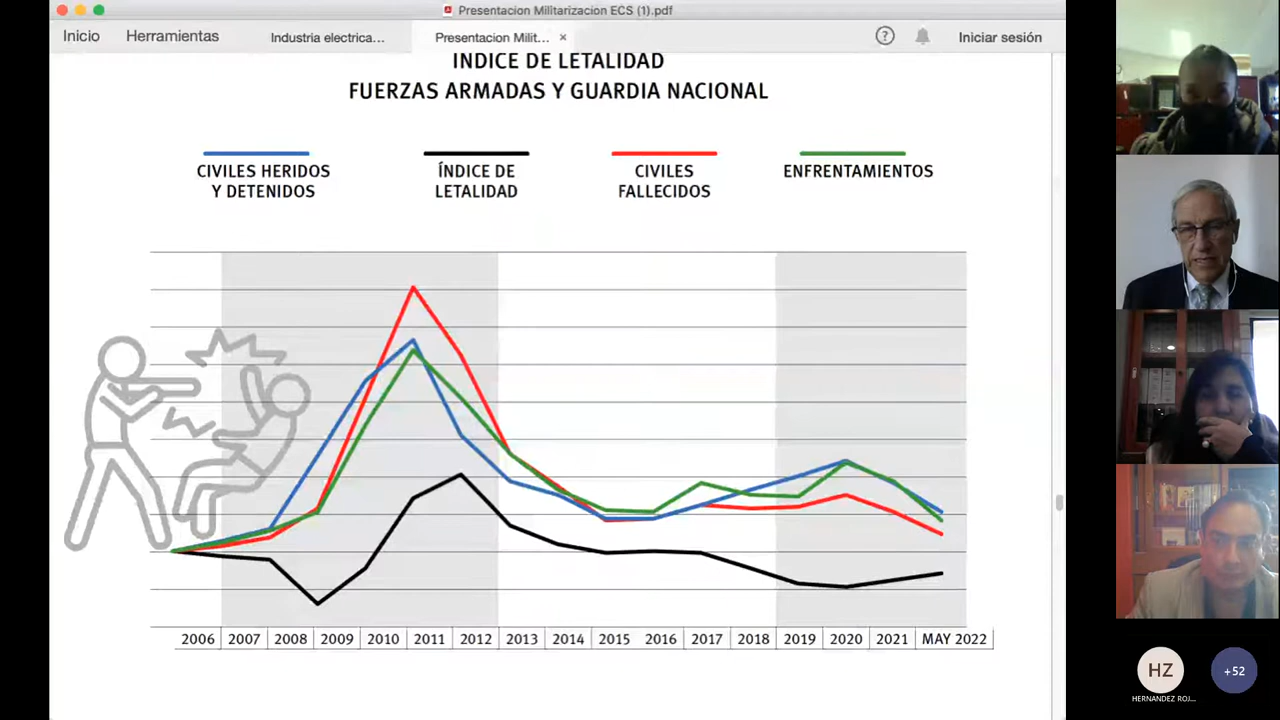 Presentacion Militarizacion ECS (1).pdf
Inicio
Herramientas
Industria electrica...
Presentacion Milit...
×
?
Iniciar sesión
INDICE DE LETALIDAD
FUERZAS ARMADAS Y GUARDIA NACIONAL
CIVILES HERIDOS
Y DETENIDOS
ÍNDICE DE
LETALIDAD
CIVILES
FALLECIDOS
ENFRENTAMIENTOS
2006 2007 2008 2009 2010 2011 2012 2013 2014 2015 2016 2017 2018 2019 2020 2021 MAY 2022
HZ
HERNANDEZ ROJ...
+52